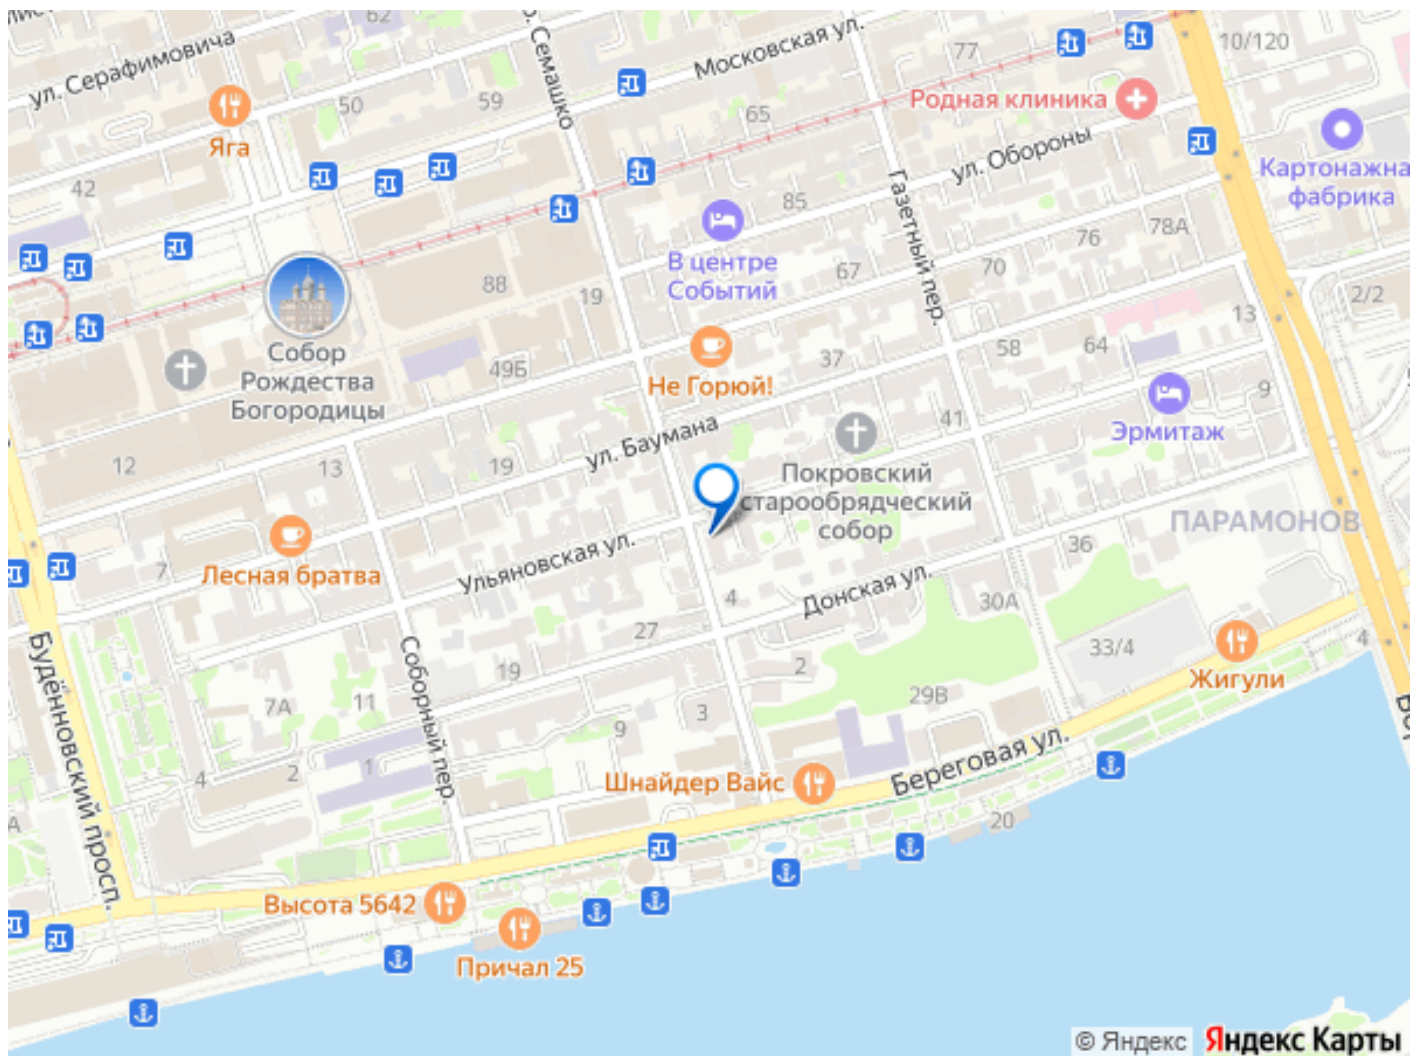 62
ул. Серафимовича
50
59
Яга
42
р. Семашко
Московская ул.
77
65
10/120
Родная клиника
ул. Обороны
Картонажна
фабрика
85
В центре
Событий
Газетный пер.
67
76
78А
70
2/2
13
88
19
Собор
Рождества
Богородицы
49Б
Не Горюй!
37
58
64
9
Эрмитаж
41
12
13
19
ул. Баумана
Покровский
старообрядческий
собор
ПАРАМОНОВ
7
Лесная братва
Ульяновская ул.
36
4
Донская ул.
30А
27
19
2
33/4
4
Жигули
Будённовский просп.
Соборный пер.
7А
11
29В
3
9
4
2
1
Шнайдер Вайс
Береговая ул.
20
Высота 5642
Причал 25
© Яндекс
Яндекс Карты